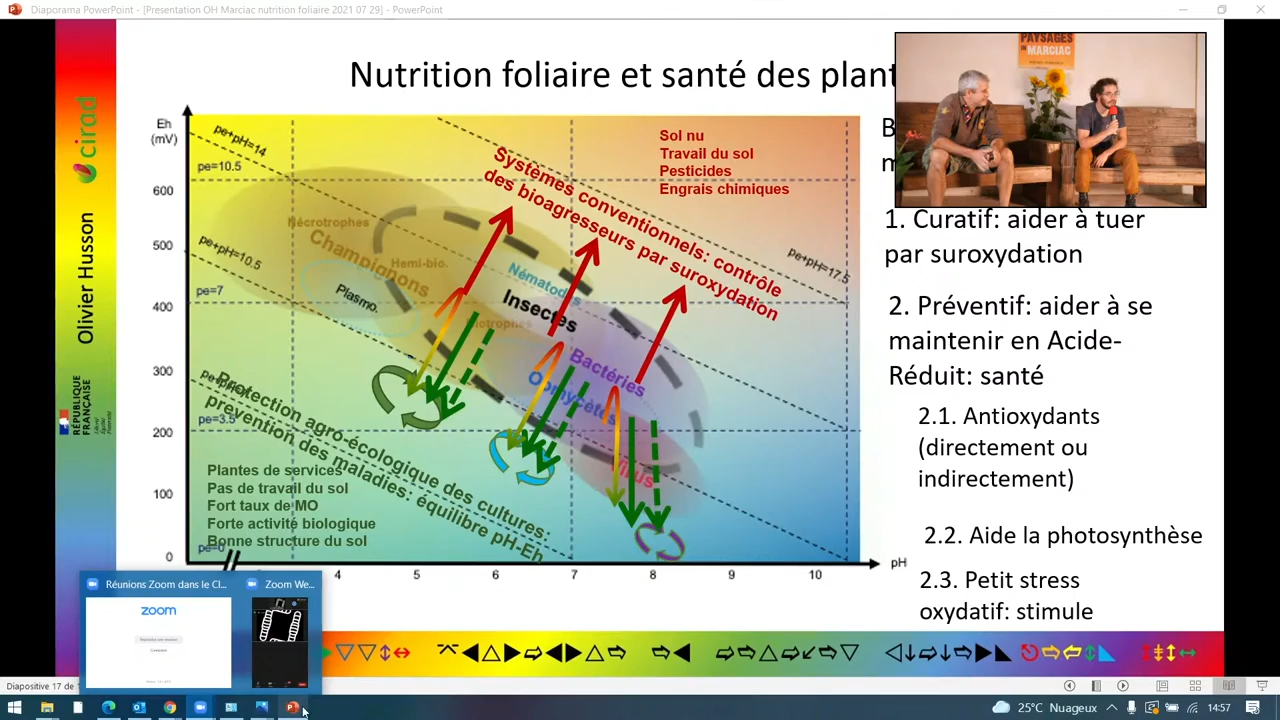 Diaporama PowerPoint - [Presentation OH Marciac nutrition foliaire 2021 07 29] - PowerPoint
Nutrition foliaire et santé des plant
PAYSAGES
IN
MARCIAC
cirad
Olivier Husson
RÉPUBLIQUE
FRANÇAISE
Eh
(mV)
600
500
400
300
200
100
0
4
5
6
7
8
9
10
pH
pe+pH=14
pe=10.5
pe+pH=10.5
pe=7
pe=3.5
pe=0
pe+pH=17.5
Sol nu
Travail du sol
Pesticides
Engrais chimiques
Systèmes conventionnels: contrôle
des bioagresseurs par suroxydation
Nécrotrophes
Champignons
Hemi-bio.
Plasmo.
Nématodes
Insectes
Biotrophes
Bactéries
Oomycètes
Virus
Protection agro-écologique des cultures:
prévention des maladies: équilibre pH-Eh
Plantes de services
Pas de travail du sol
Fort taux de MO
Forte activité biologique
Bonne structure du sol
1. Curatif: aider à tuer
par suroxydation
2. Préventif: aider à se
maintenir en Acide-
Réduit: santé
2.1. Antioxydants
(directement ou
indirectement)
2.2. Aide la photosynthèse
2.3. Petit stress
oxydatif: stimule
Réunions Zoom dans le Cl...
Zoom We...
zoom
Diapositive 17 de
25°C Nuageux
14:57